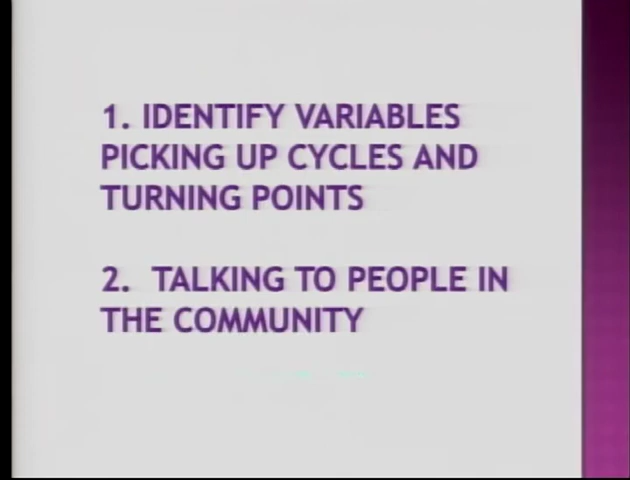 1. IDENTIFY VARIABLES
PICKING UP CYCLES AND
TURNING POINTS
2. TALKING TO PEOPLE IN
THE COMMUNITY